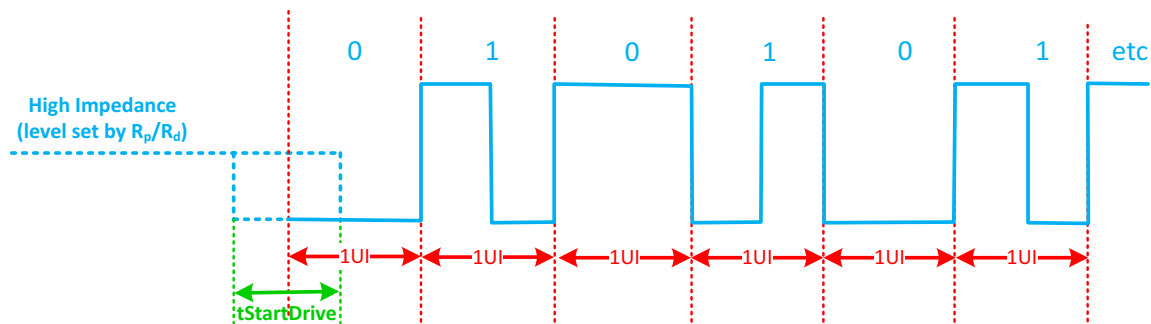 0 1 0 1 0 1 etc
High Impedance
(level set by Rp/Rd)
1UI 1UI 1UI 1UI 1UI 1UI
tStartDrive